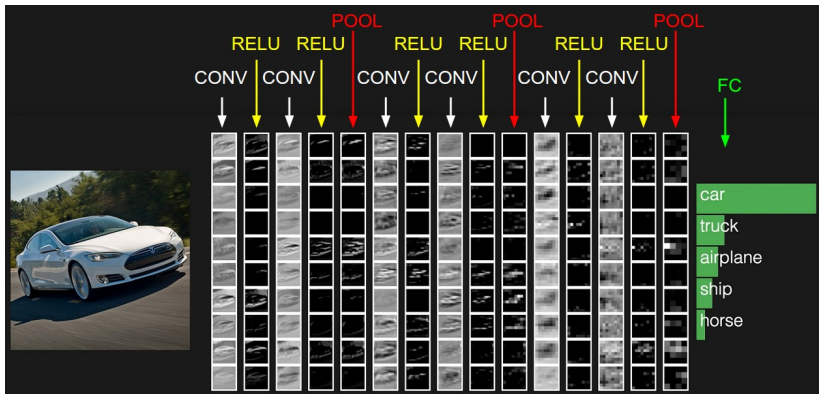 POOL POOL POOL
RELU RELU RELU RELU RELU RELU
CONV CONV CONV CONV CONV CONV
FC
car
truck
airplane
ship
horse